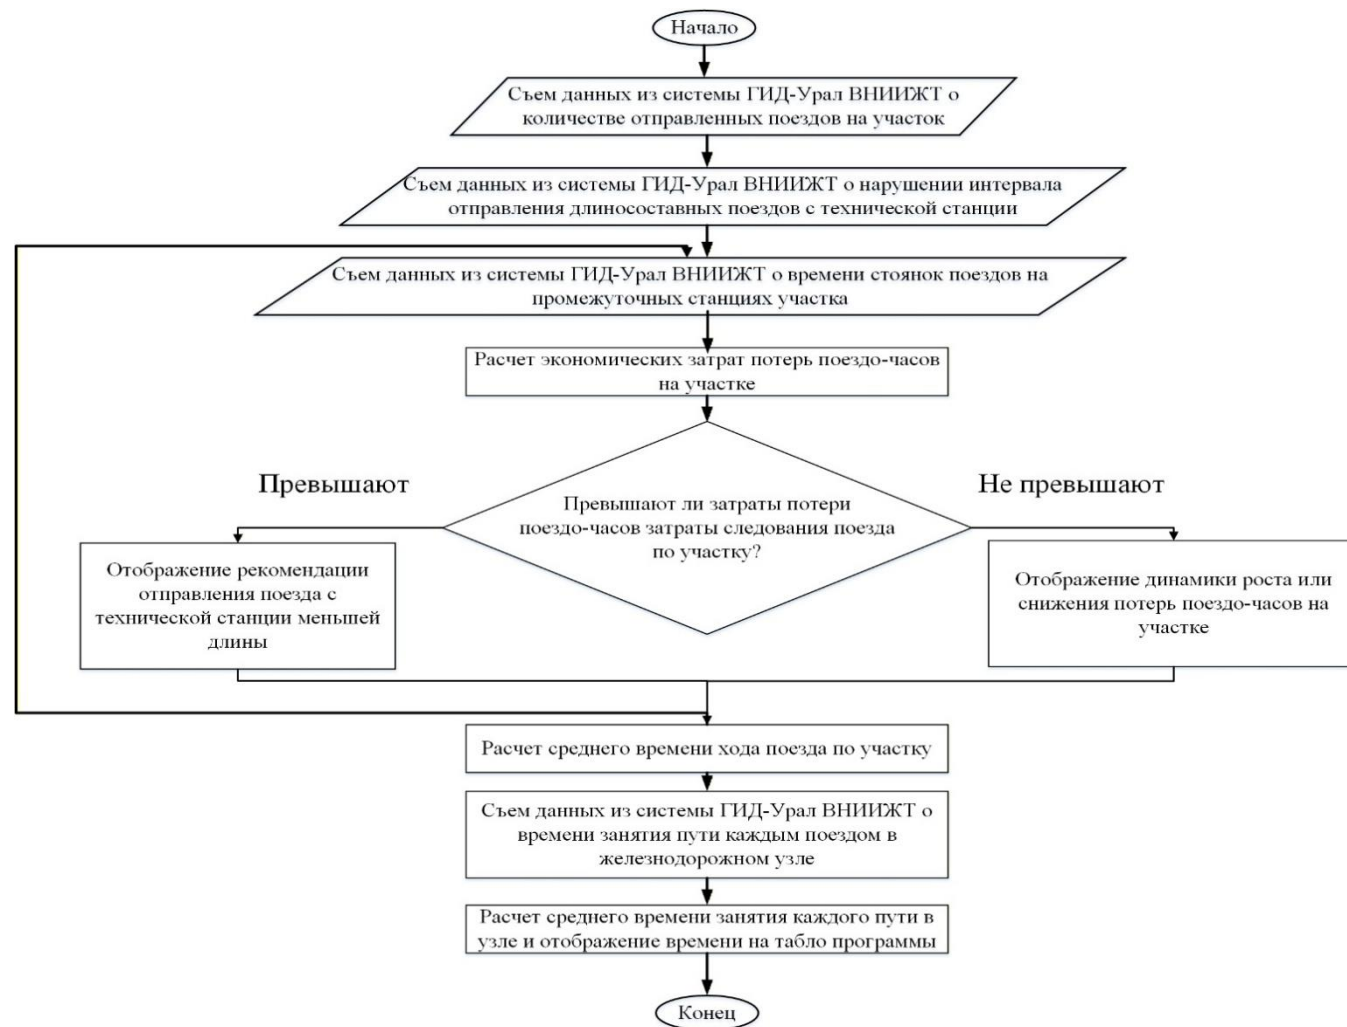 Начало
Съем данных из системы ГИД-Урал ВНИИЖТ о
количестве отправленных поездов на участок
Съем данных из системы ГИД-Урал ВНИИЖТ о нарушении интервала
отправления длиносоставных поездов с технической станции
Съем данных из системы ГИД-Урал ВНИИЖТ о времени стоянок поездов на
промежуточных станциях участка
Расчет экономических затрат потерь поездо-часов
на участке
Превышают
Не превышают
Превышают ли затраты потери
поездо-часов затраты следования поезда
по участку?
Отображение рекомендации
отправления поезда с
технической станции меньшей
длины
Отображение динамики роста или
снижения потерь поездо-часов на
участке
Расчет среднего времени хода поезда по участку
Съем данных из системы ГИД-Урал ВНИИЖТ о
времени занятия пути каждым поездом в
железнодорожном узле
Расчет среднего времени занятия каждого пути в
узле и отображение времени на табло программы
Конец